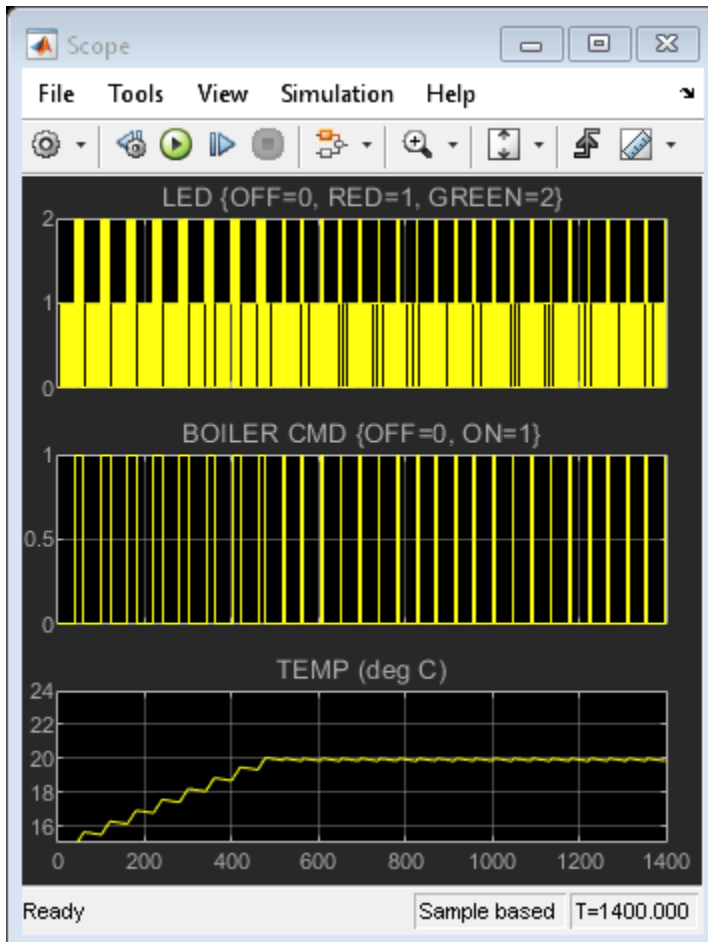 Scope
File Tools View Simulation Help
LED {OFF=0, RED=1, GREEN=2}
2
1
0
BOILER CMD {OFF=0, ON=1}
1
0.5
0
TEMP (deg C)
24
22
20
18
16
0 200 400 600 800 1000 1200 1400
Ready Sample based T=1400.000